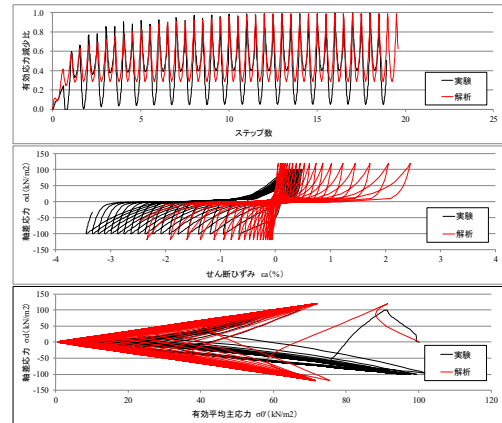 有効応力減少比
1.0
0.8
0.6
0.4
0.2
0.0
0 5 10 15 20 25
ステップ数
実験
解析
軸差応力 σd(kN/m2)
150
100
50
0
-50
-100
-150
-4 -3 -2 -1 0 1 2 3 4
せん断ひずみ εa(%)
実験
解析
軸差応力 σd(kN/m2)
150
100
50
0
-50
-100
-150
0 20 40 60 80 100 120
有効平均主応力 σ0'(kN/m2)
実験
解析